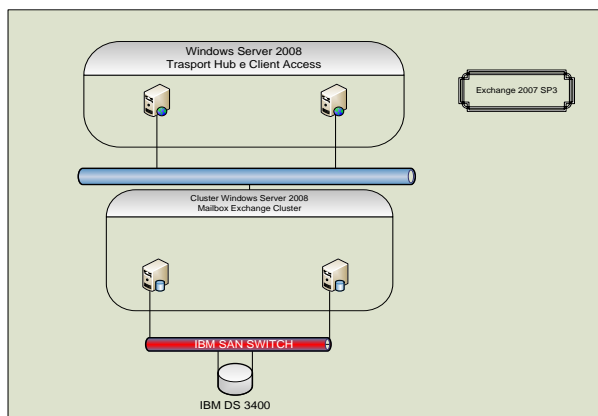 Windows Server 2008
Trasport Hub e Client Access
Exchange 2007 SP3
Cluster Windows Server 2008
Mailbox Exchange Cluster
IBM SAN SWITCH
IBM DS 3400